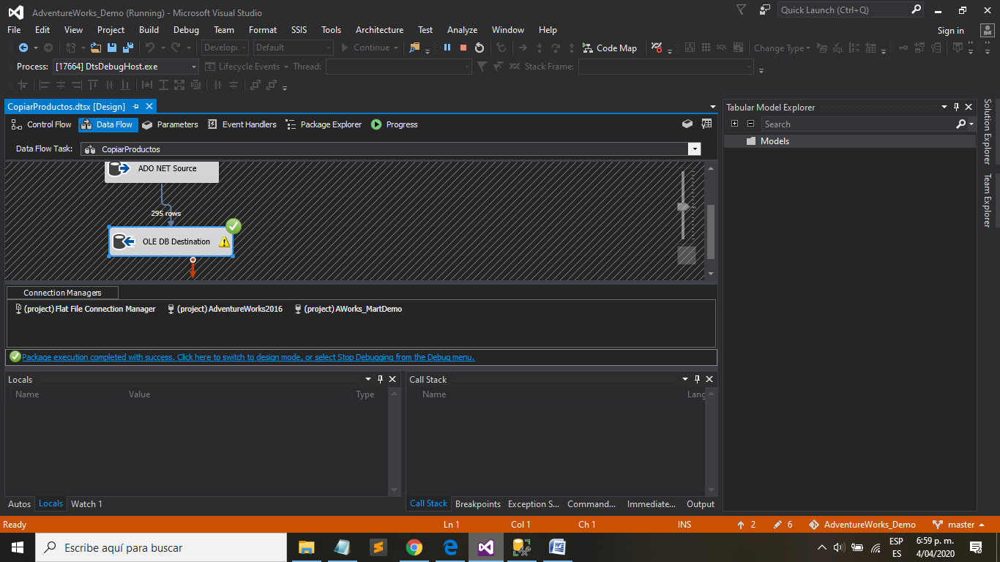 AdventureWorks_Demo (Running) - Microsoft Visual Studio
Quick Launch (Ctrl+Q)
File Edit View Project Build Debug Team Format SSIS Tools Architecture Test Analyze Window Help
Sign in
Developi Default Continue Code Map Change Type
Process: [17664] DtsDebugHost.exe Lifecycle Events Thread: Stack Frame:
CopiarProductos.dtsx [Design]
Control Flow Data Flow Parameters Event Handlers Package Explorer Progress
Data Flow Task: CopiarProductos
ADO NET Source
295 rows
OLE DB Destination
Connection Managers
(project) Flat File Connection Manager (project) AdventureWorks2016 (project) AWorks_MartDemo
Package execution completed with success. Click here to switch to design mode, or select Stop Debugging from the Debug menu.
Locals
Name Value Type
Autos Locals Watch 1
Call Stack
Name Lang
Call Stack Breakpoints Exception S... Command... Immediate... Output
Tabular Model Explorer
Search
Models
Solution Explorer
Team Explorer
Ready Ln 1 Col 1 Ch 1 INS 2 6 AdventureWorks_Demo master
Escribe aquí para buscar
ESP
ES
6:59 p. m.
4/04/2020